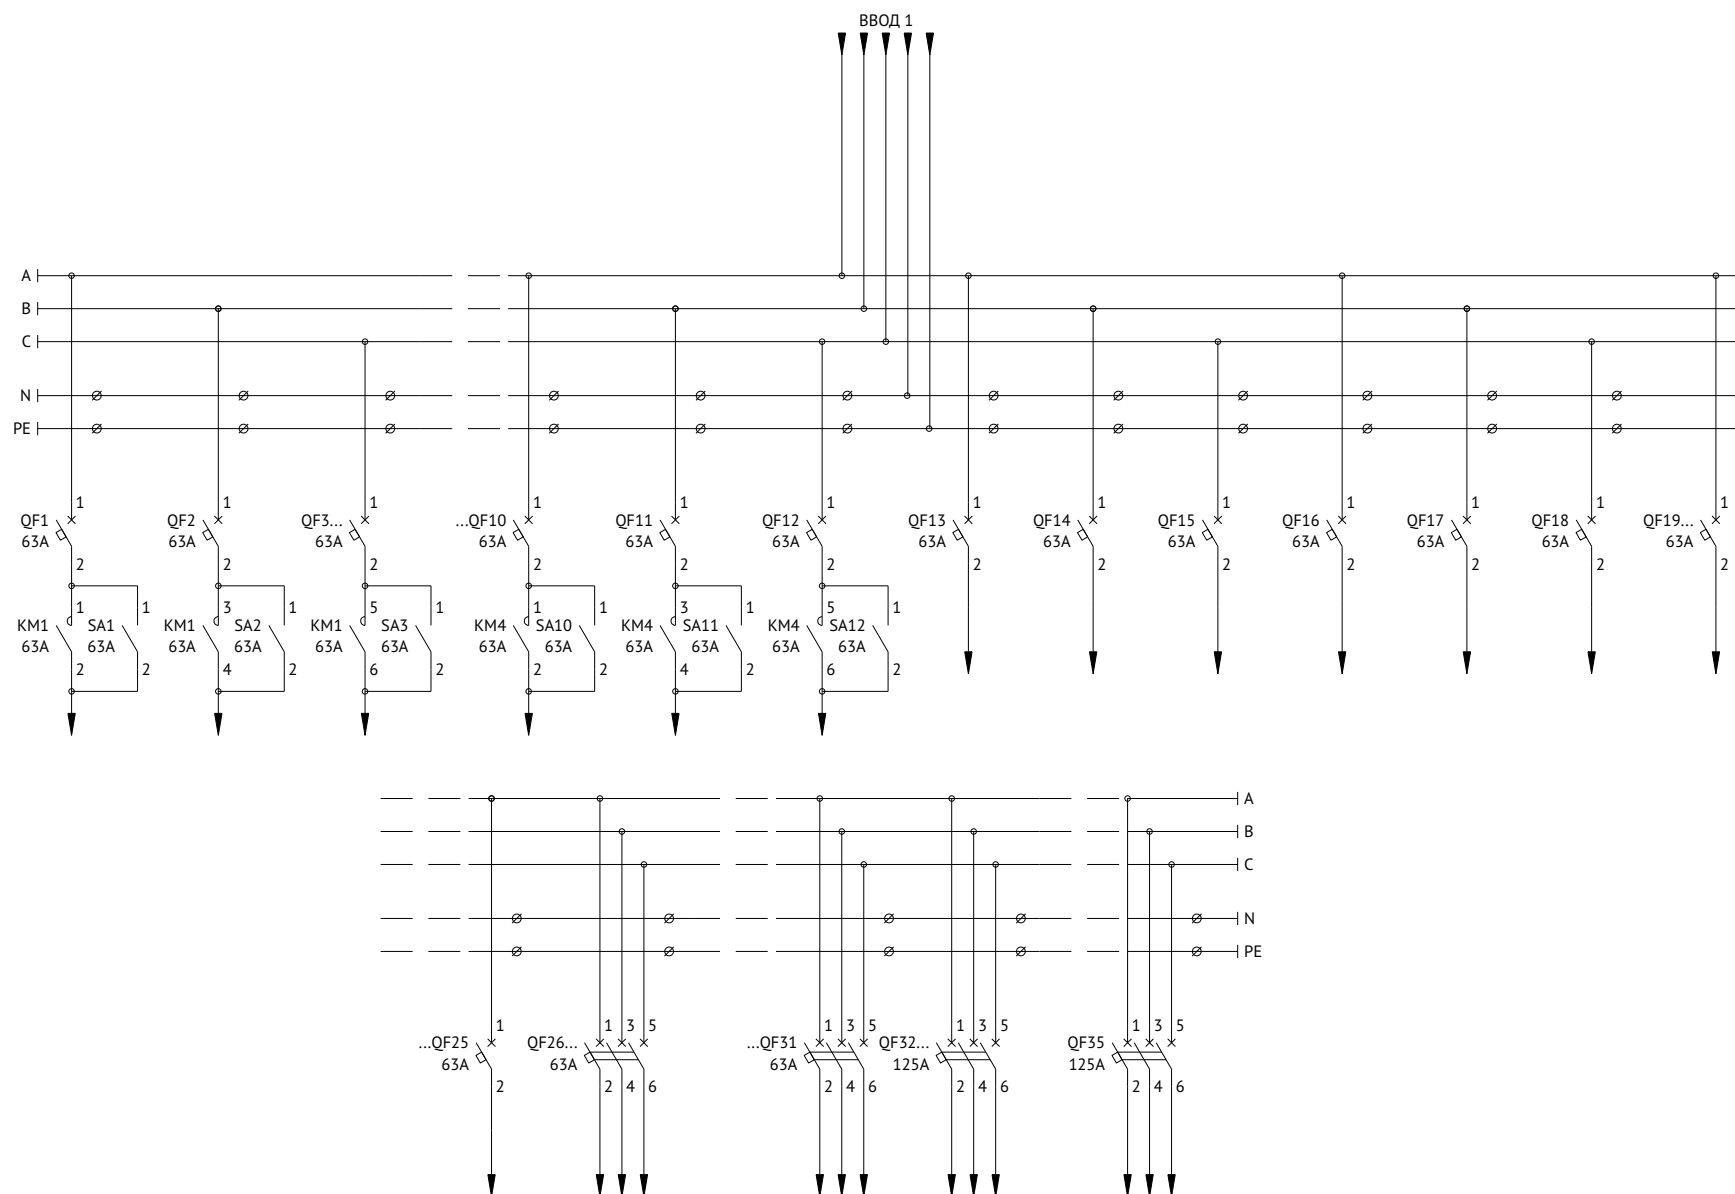 ВВОД 1
A
B
C
N
PE
1 1 1 1 1 1 1 1 1 1 1 1 1
QF1 QF2 QF3... ...QF10 QF11 QF12 QF13 QF14 QF15 QF16 QF17 QF18 QF19...
63A 63A 63A 63A 63A 63A 63A 63A 63A 63A 63A 63A 63A
2 2 2 2 2 2 2 2 2 2 2 2 2
1 1 3 1 5 1 1 1 3 1 5 1
KM1 SA1 KM1 SA2 KM1 SA3 KM4 SA10 KM4 SA11 KM4 SA12
63A 63A 63A 63A 63A 63A 63A 63A 63A 63A 63A 63A
2 2 4 2 6 2 2 2 4 2 6 2
A
B
C
N
PE
1 1 3 5 1 3 5 1 3 5 1 3 5
...QF25 QF26... ...QF31 QF32... QF35
63A 63A 63A 125A 125A
2 2 4 6 2 4 6 2 4 6 2 4 6